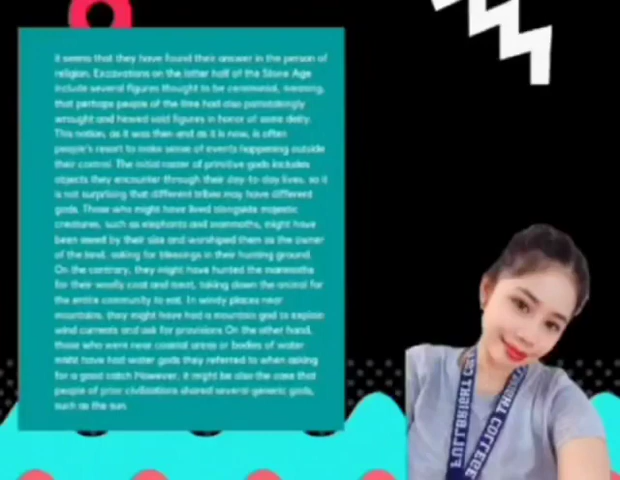 It seems that they have found their answer in the person of
religion. Excavations on the latter half of the Stone Age
include several figures thought to be ceremonial, meaning,
that perhaps people of the time had also painstakingly
wrought and hewed said figures in honor of some deity.
This notion, as it was then and as it is now, is often
people's resort to make sense of events happening outside
their control. The initial roster of primitive gods includes
objects they encounter through their day-to-day lives, so it
is not surprising that different tribes may have different
gods. Those who might have lived alongside majestic
creatures, such as elephants and mammoths, might have
been awed by their size and worshiped them as the owner
of the land, asking for blessings in their hunting ground.
On the contrary, they might have hunted the mammoths
for their woolly coat and meat, taking down the animal for
the entire community to eat. In windy places near
mountains, they might have had a mountain god to explain
wind currents and ask for provisions On the other hand,
those who were near coastal areas or bodies of water
might have had water gods they referred to when asking
for a good catch However, it might be also the case that
people of prior civilizations shared several generic gods,
such as the sun
FULLBRIGHT COLLEGE